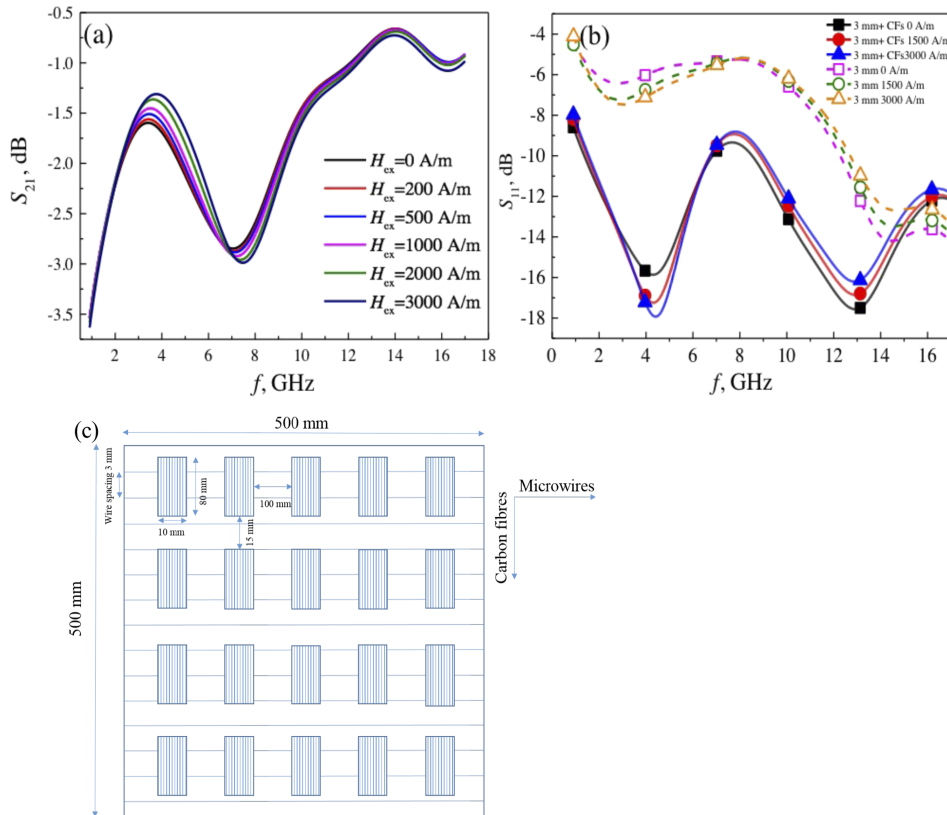 (a)
-0.5
-1.0
-1.5
-2.0
-2.5
-3.0
-3.5
S21, dB
Hex=0 A/m
Hex=200 A/m
Hex=500 A/m
Hex=1000 A/m
Hex=2000 A/m
Hex=3000 A/m
2 4 6 8 10 12 14 16 18
f, GHz
(b)
-4
-6
-8
-10
-12
-14
-16
-18
S11, dB
3 mm+ CFs 0 A/m
3 mm+ CFs 1500 A/m
3 mm+ CFs3000 A/m
3 mm 0 A/m
3 mm 1500 A/m
3 mm 3000 A/m
0 2 4 6 8 10 12 14 16
f, GHz
(c)
500 mm
500 mm
Wire spacing 3 mm
80 mm
100 mm
10 mm
15 mm
Microwires
Carbon fibres